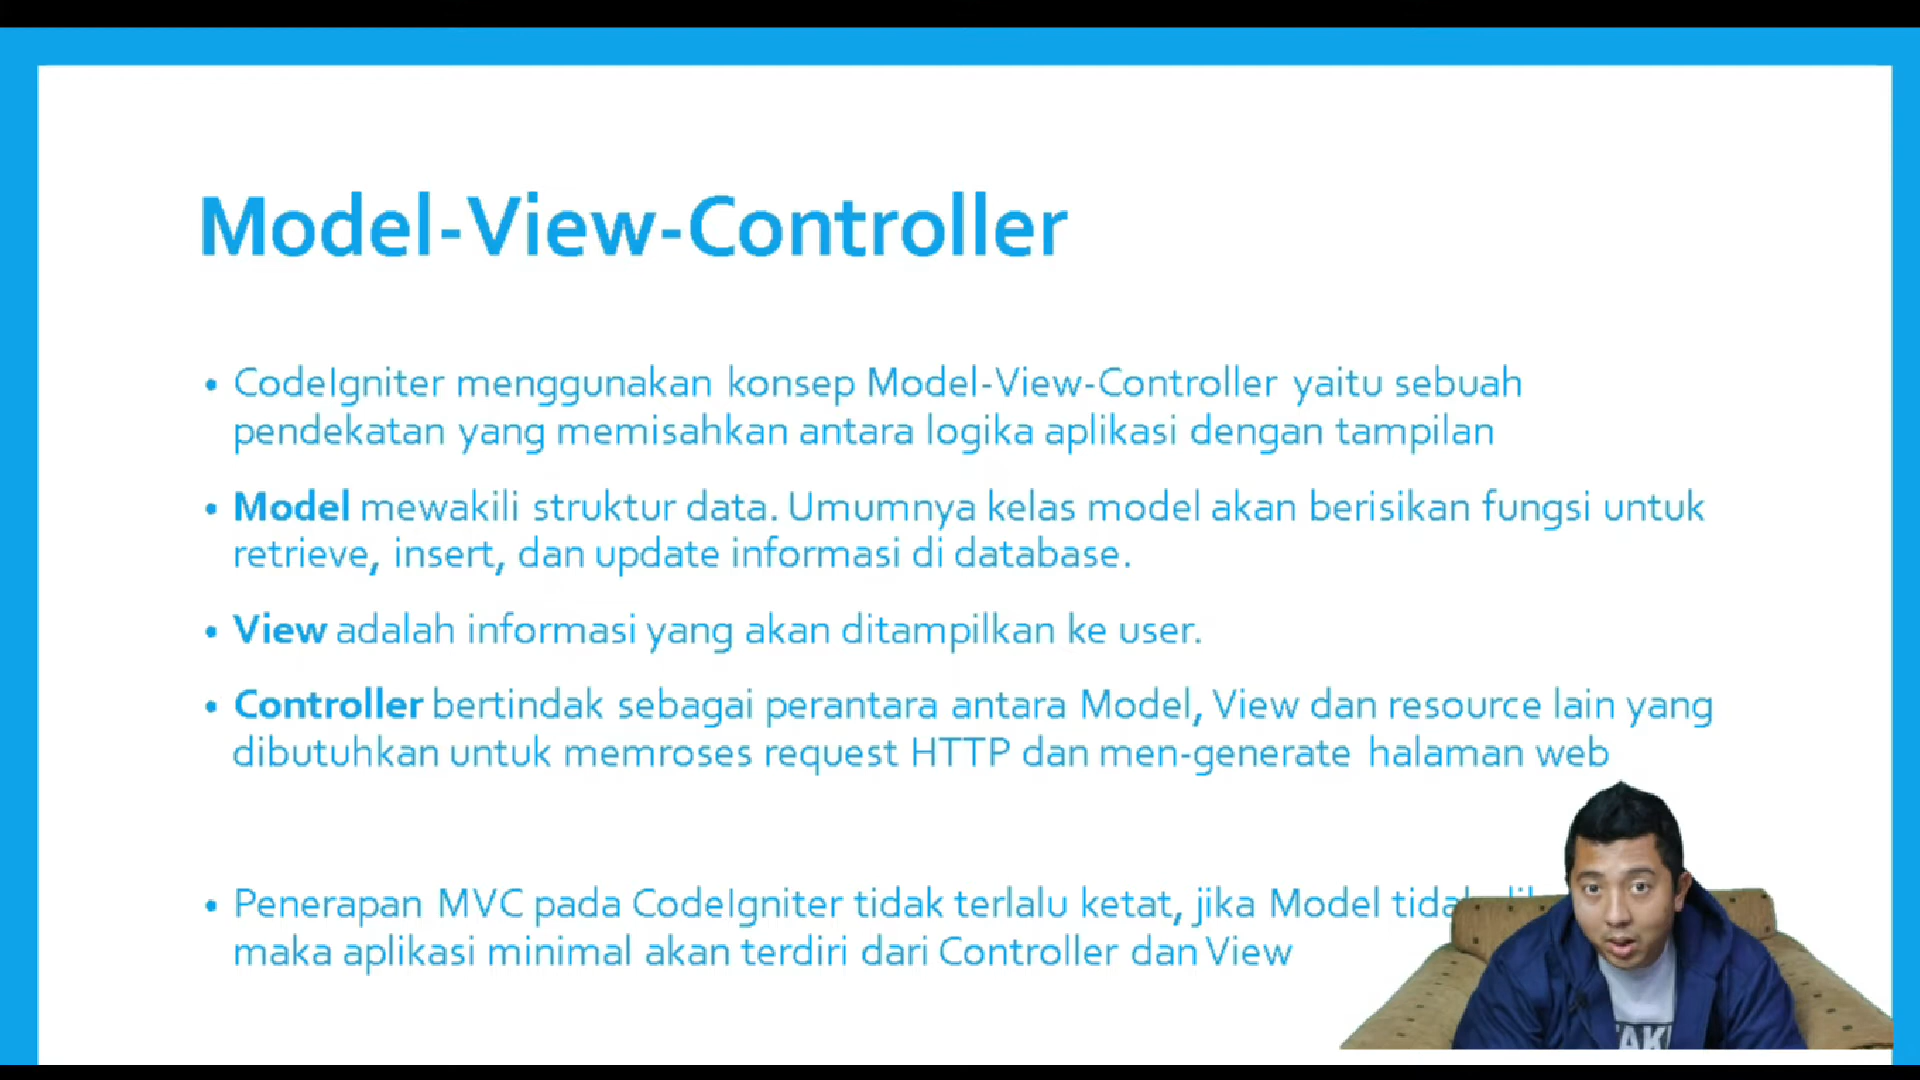 Model-View-Controller
• CodeIgniter menggunakan konsep Model-View-Controller yaitu sebuah
pendekatan yang memisahkan antara logika aplikasi dengan tampilan
• Model mewakili struktur data. Umumnya kelas model akan berisikan fungsi untuk
retrieve, insert, dan update informasi di database.
• View adalah informasi yang akan ditampilkan ke user.
• Controller bertindak sebagai perantara antara Model, View dan resource lain yang
dibutuhkan untuk memroses request HTTP dan men-generate halaman web
• Penerapan MVC pada CodeIgniter tidak terlalu ketat, jika Model
maka aplikasi minimal akan terdiri dari Controller dan View